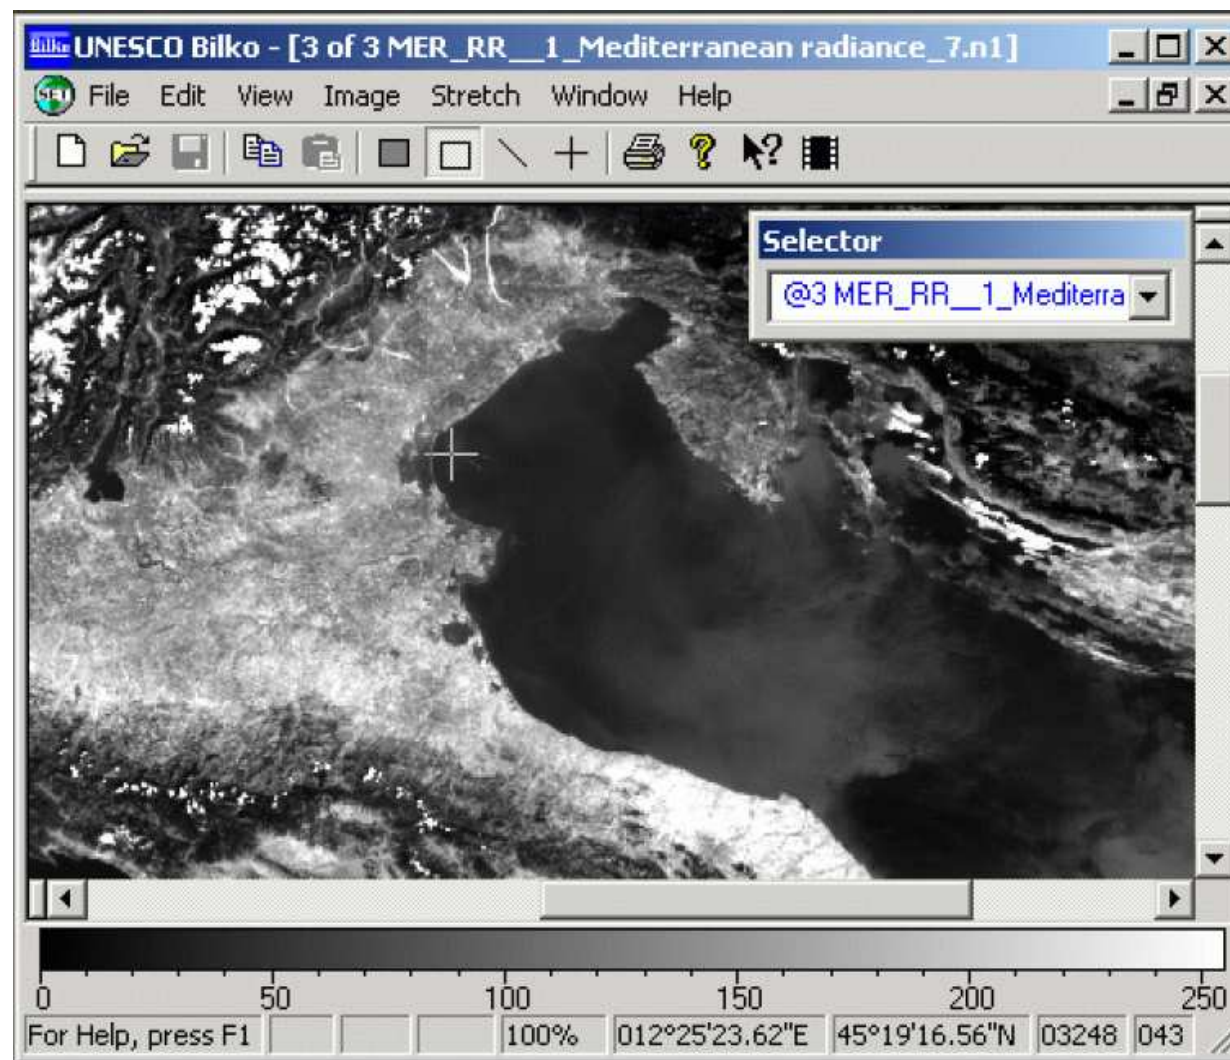 Bilko UNESCO Bilko - [3 of 3 MER_RR__1_Mediterranean radiance_7.n1]
SET File Edit View Image Stretch Window Help
Selector
@3 MER_RR__1_Mediterra
0 50 100 150 200 250
For Help, press F1 100% 012°25'23.62"E 45°19'16.56"N 03248 043